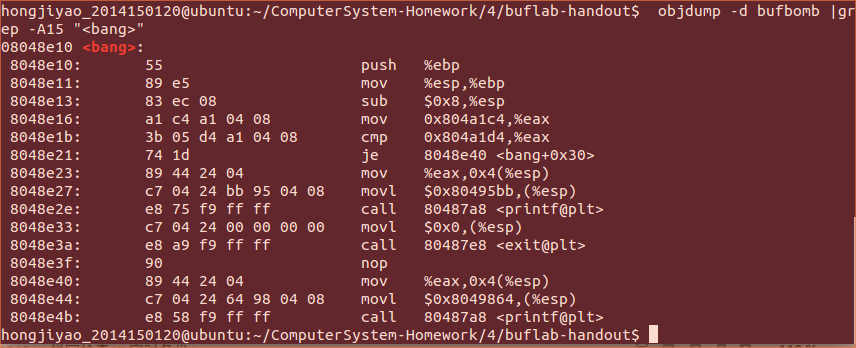 hongjiyao_2014150120@ubuntu:~/ComputerSystem-Homework/4/buflab-handout$  objdump -d bufbomb |gr
ep -A15 "<bang>"
08048e10 <bang>:
 8048e10:	55                   	push   %ebp
 8048e11:	89 e5                	mov    %esp,%ebp
 8048e13:	83 ec 08             	sub    $0x8,%esp
 8048e16:	a1 c4 a1 04 08       	mov    0x804a1c4,%eax
 8048e1b:	3b 05 d4 a1 04 08    	cmp    0x804a1d4,%eax
 8048e21:	74 1d                	je     8048e40 <bang+0x30>
 8048e23:	89 44 24 04          	mov    %eax,0x4(%esp)
 8048e27:	c7 04 24 bb 95 04 08 	movl   $0x80495bb,(%esp)
 8048e2e:	e8 75 f9 ff ff       	call   80487a8 <printf@plt>
 8048e33:	c7 04 24 00 00 00 00 	movl   $0x0,(%esp)
 8048e3a:	e8 a9 f9 ff ff       	call   80487e8 <exit@plt>
 8048e3f:	90                   	nop
 8048e40:	89 44 24 04          	mov    %eax,0x4(%esp)
 8048e44:	c7 04 24 64 98 04 08 	movl   $0x8049864,(%esp)
 8048e4b:	e8 58 f9 ff ff       	call   80487a8 <printf@plt>
hongjiyao_2014150120@ubuntu:~/ComputerSystem-Homework/4/buflab-handout$